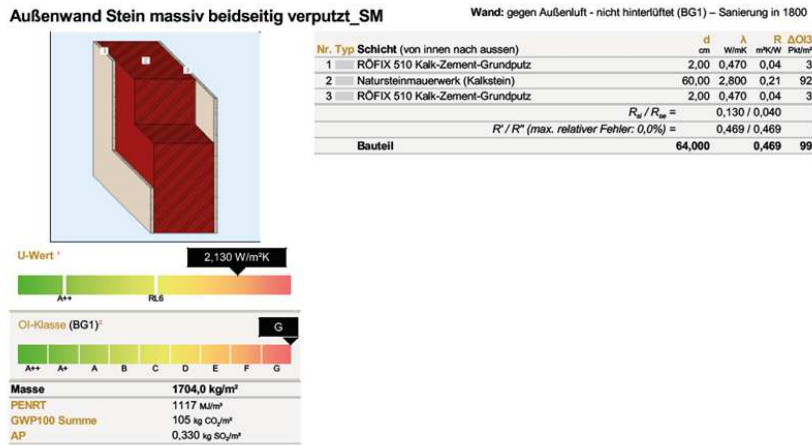 Außenwand Stein massiv beidseitig verputzt_SM
Wand: gegen Außenluft - nicht hinterlüftet (BG1) – Sanierung in 1800
d λ R ΔOI3
Nr. Typ Schicht (von innen nach aussen) cm W/mK m²K/W Pkt/m²
1 RÖFIX 510 Kalk-Zement-Grundputz 2,00 0,470 0,04 3
2 Natursteinmauerwerk (Kalkstein) 60,00 2,800 0,21 92
3 RÖFIX 510 Kalk-Zement-Grundputz 2,00 0,470 0,04 3
Rsi / Rse = 0,130 / 0,040
R' / R'' (max. relativer Fehler: 0,0%) = 0,469 / 0,469
Bauteil 64,000 0,469 99
1 2 3
U-Wert ¹ 2,130 W/m²K
A++ RL6
OI-Klasse (BG1)² G
A++ A+ A B C D E F G
Masse 1704,0 kg/m²
PENRT 1117 MJ/m²
GWP100 Summe 105 kg CO₂/m²
AP 0,330 kg SO₂/m²